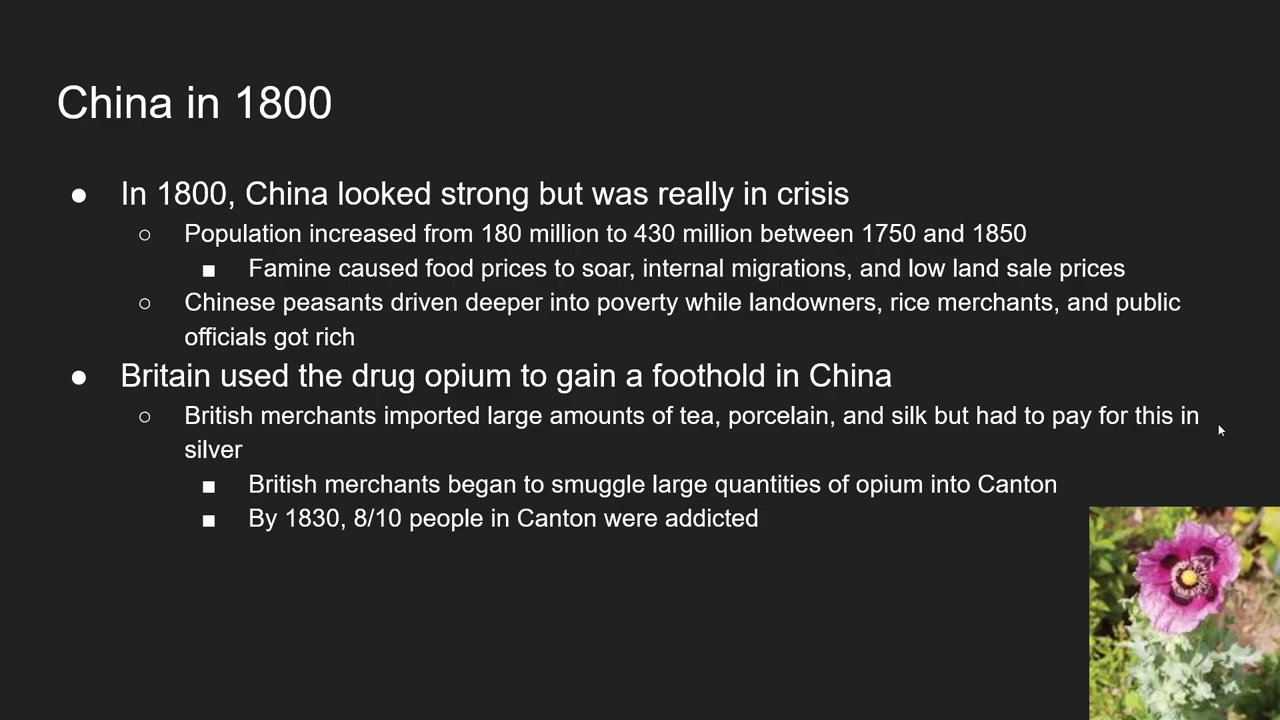 China in 1800
● In 1800, China looked strong but was really in crisis
○ Population increased from 180 million to 430 million between 1750 and 1850
■ Famine caused food prices to soar, internal migrations, and low land sale prices
○ Chinese peasants driven deeper into poverty while landowners, rice merchants, and public
officials got rich
● Britain used the drug opium to gain a foothold in China
○ British merchants imported large amounts of tea, porcelain, and silk but had to pay for this in
silver
■ British merchants began to smuggle large quantities of opium into Canton
■ By 1830, 8/10 people in Canton were addicted